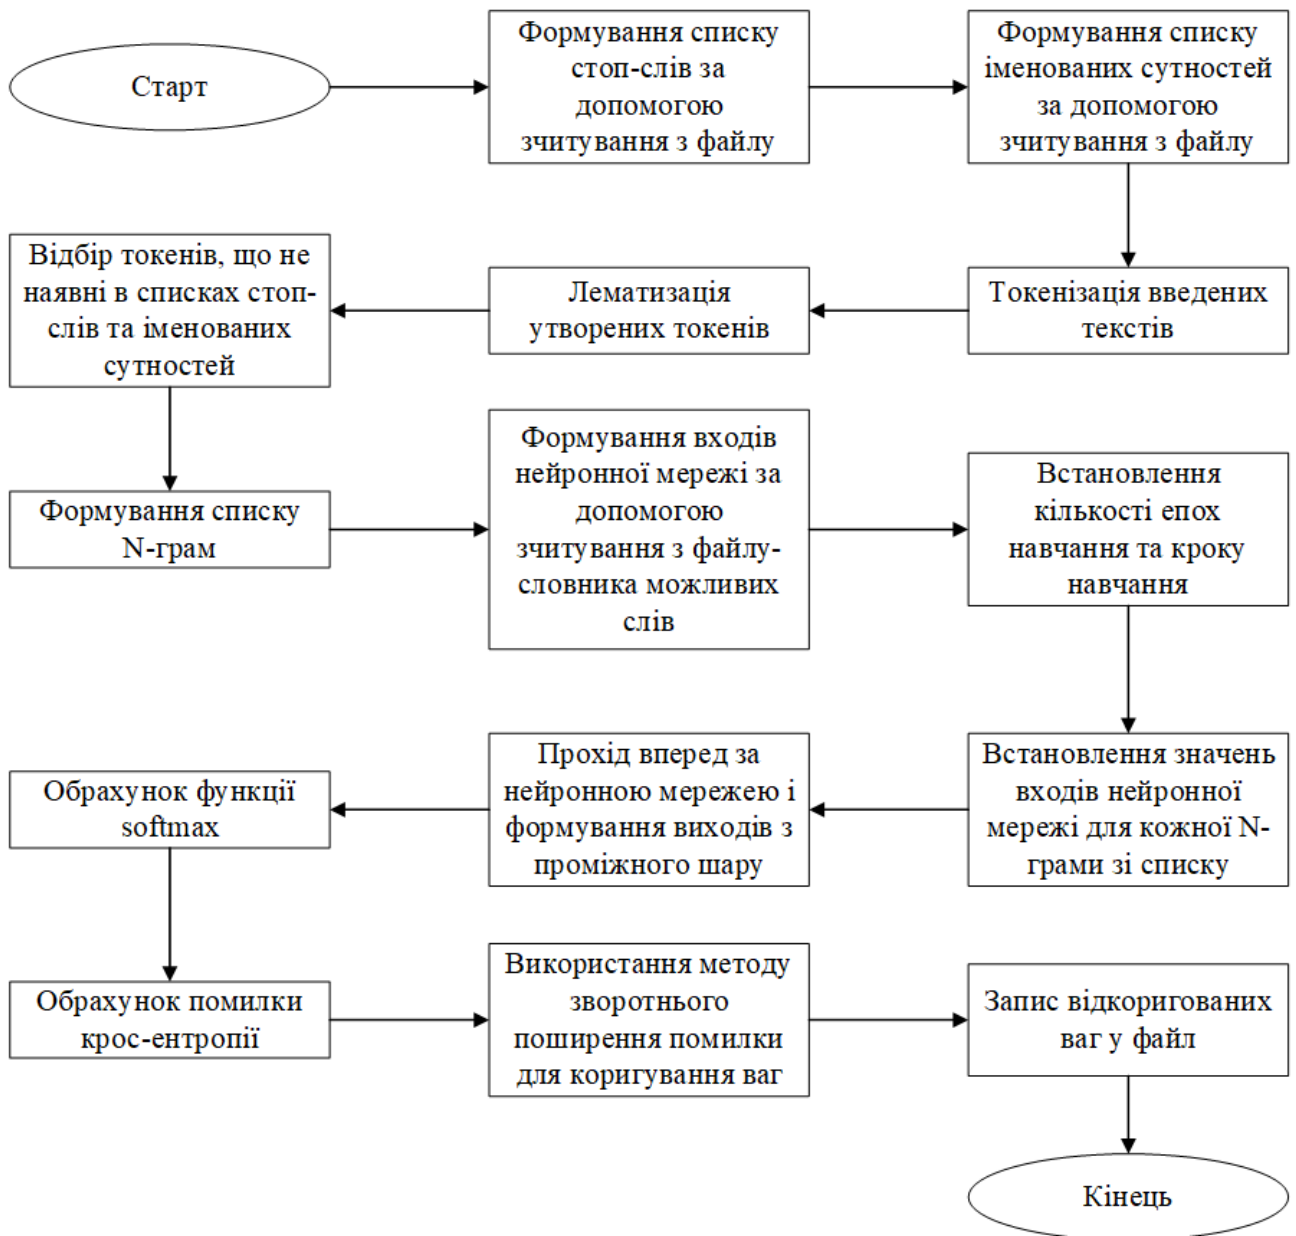 Старт
Формування списку
стоп-слів за
допомогою
зчитування з файлу
Формування списку
іменованих сутностей
за допомогою
зчитування з файлу
Токенізація введених
текстів
Лематизація
утворених токенів
Відбір токенів, що не
наявні в списках стоп-
слів та іменованих
сутностей
Формування списку
N-грам
Формування входів
нейронної мережі за
допомогою
зчитування з файлу-
словника можливих
слів
Встановлення
кількості епох
навчання та кроку
навчання
Встановлення значень
входів нейронної
мережі для кожної N-
грами зі списку
Прохід вперед за
нейронною мережею і
формування виходів з
проміжного шару
Обрахунок функції
softmax
Обрахунок помилки
крос-ентропії
Використання методу
зворотнього
поширення помилки
для коригування ваг
Запис відкоригованих
ваг у файл
Кінець